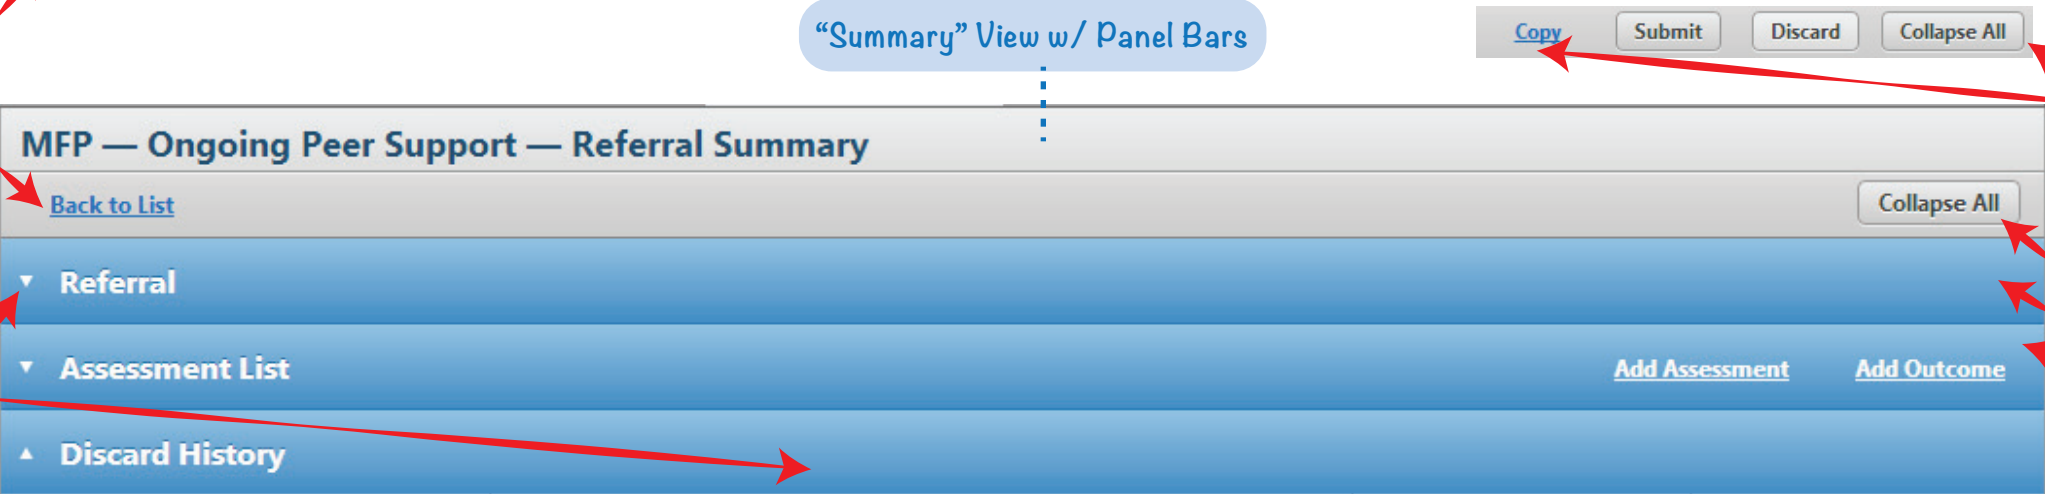 “Summary” View w/ Panel Bars
Copy Submit Discard Collapse All
MFP — Ongoing Peer Support — Referral Summary
Back to List Collapse All
Referral
Assessment List Add Assessment Add Outcome
Discard History